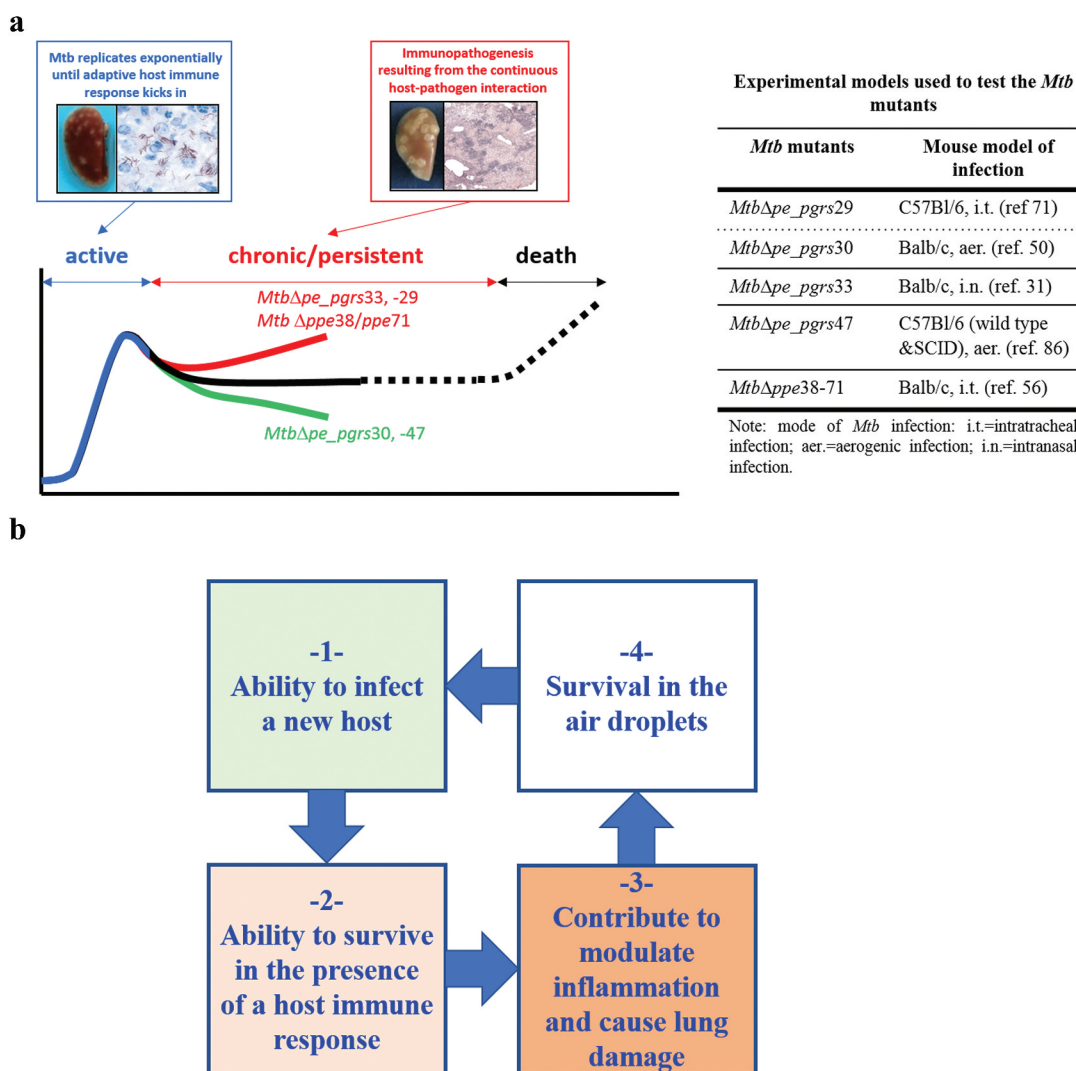 a
Mtb replicates exponentially
until adaptive host immune
response kicks in
Immunopathogenesis
resulting from the continuous
host-pathogen interaction
active
chronic/persistent
death
MtbΔpe_pgrs33, -29
Mtb Δppe38/ppe71
MtbΔpe_pgrs30, -47
Experimental models used to test the Mtb
mutants
Mtb mutants
Mouse model of
infection
MtbΔpe_pgrs29 C57Bl/6, i.t. (ref 71)
MtbΔpe_pgrs30 Balb/c, aer. (ref. 50)
MtbΔpe_pgrs33 Balb/c, i.n. (ref. 31)
MtbΔpe_pgrs47 C57Bl/6 (wild type
&SCID), aer. (ref. 86)
MtbΔppe38-71 Balb/c, i.t. (ref. 56)
Note: mode of Mtb infection: i.t.=intratracheal
infection; aer.=aerogenic infection; i.n.=intranasal
infection.
b
-1-
Ability to infect
a new host
-4-
Survival in the
air droplets
-2-
Ability to survive
in the presence
of a host immune
response
-3-
Contribute to
modulate
inflammation
and cause lung
damage